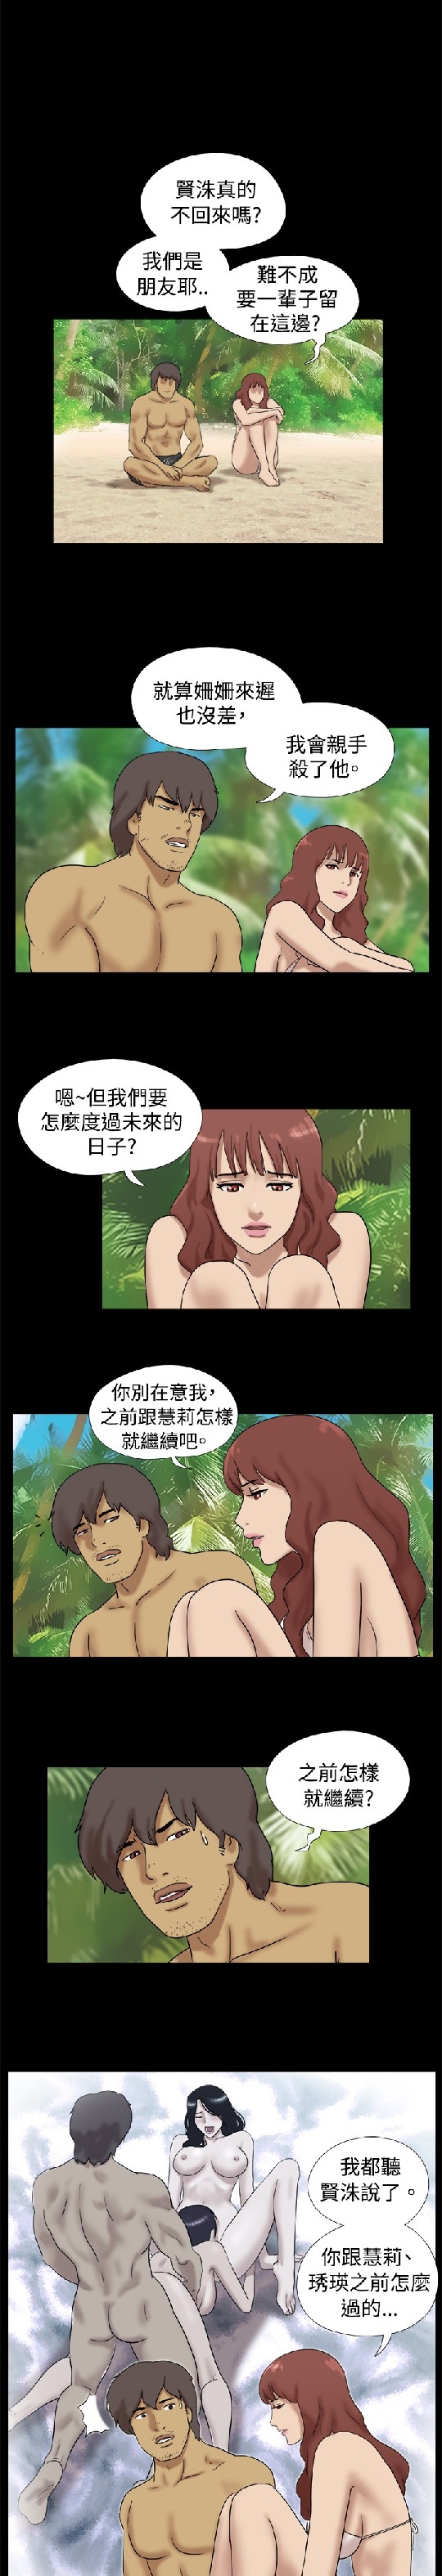 賢洙真的
不回來嗎?
我們是
朋友耶..
難不成
要一輩子留
在這邊?
就算姍姍來遲
也沒差,
我會親手
殺了他。
嗯~但我們要
怎麼度過未來的
日子?
你別在意我,
之前跟慧莉怎樣
就繼續吧。
之前怎樣
就繼續?
我都聽
賢洙說了。
你跟慧莉、
琇瑛之前怎麼
過的...